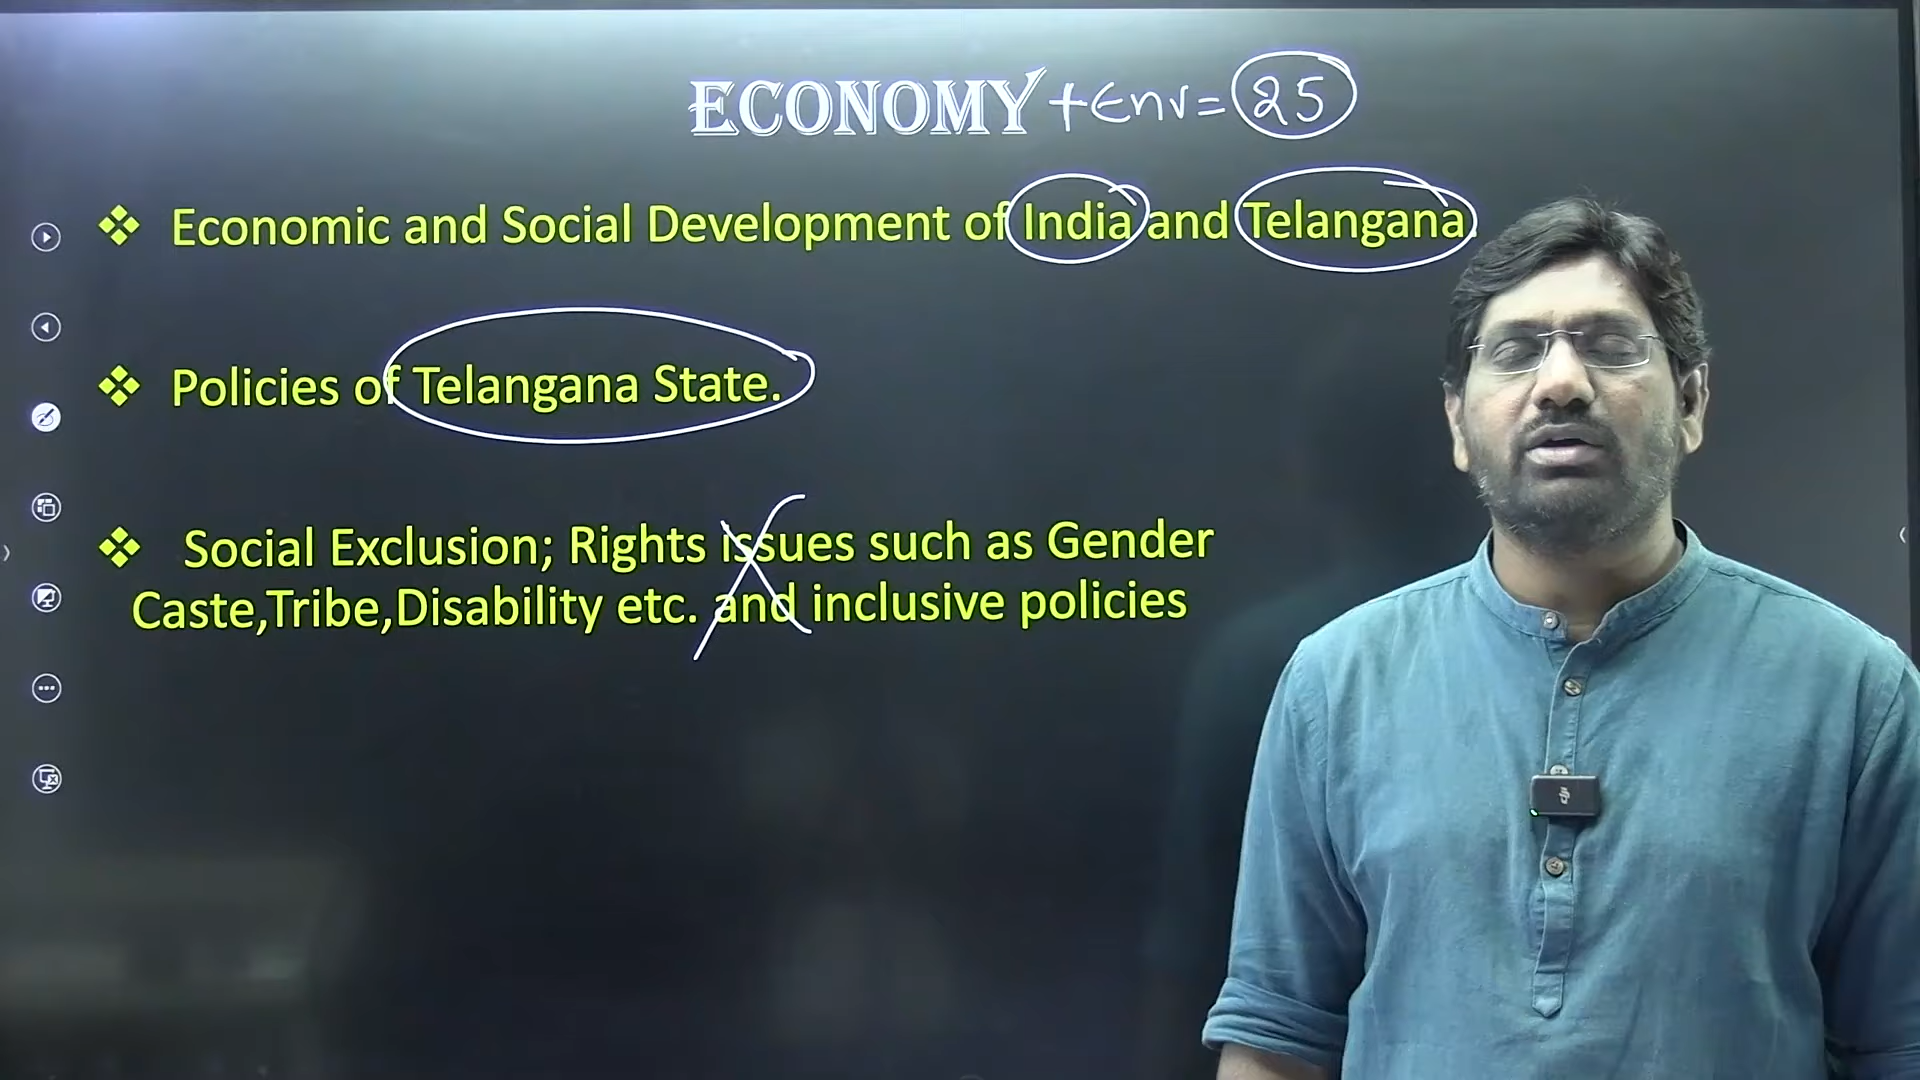 ECONOMY +Env= 25
❖ Economic and Social Development of India and Telangana.
❖ Policies of Telangana State.
❖ Social Exclusion; Rights issues such as Gender
Caste,Tribe,Disability etc. and inclusive policies